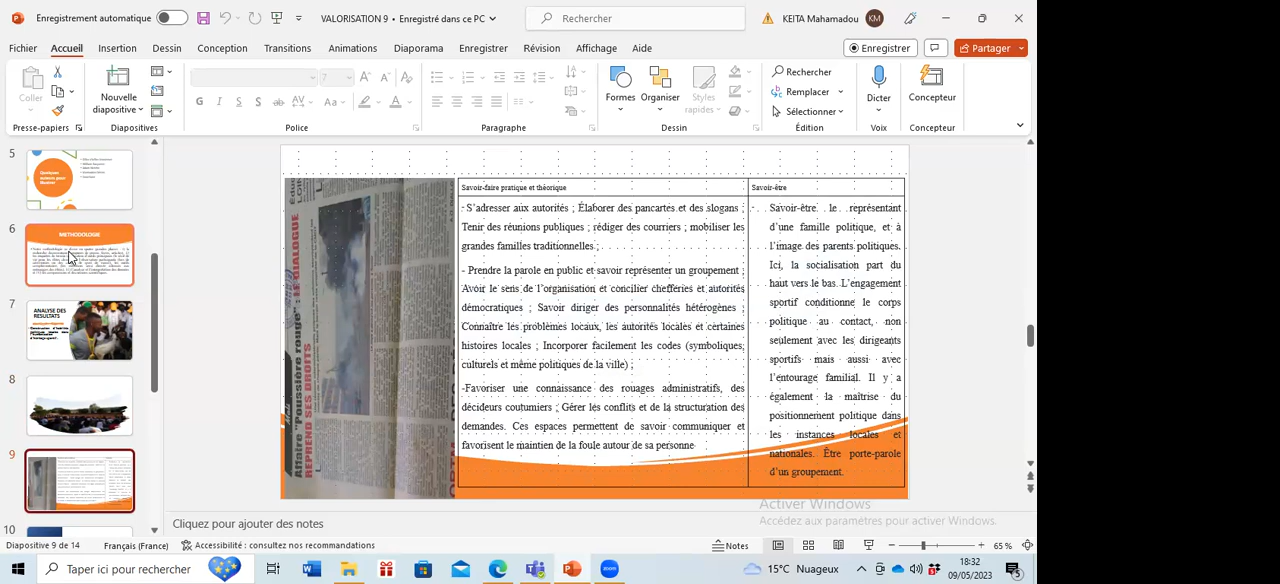 Enregistrement automatique
VALORISATION 9 • Enregistré dans ce PC
Rechercher
KEITA Mahamadou
KM
Fichier
Accueil
Insertion
Dessin
Conception
Transitions
Animations
Diaporama
Enregistrer
Révision
Affichage
Aide
Enregistrer
Partager
Coller
Nouvelle
diapositive
7
G I S S ab AV Aa A
Formes
Organiser
Styles
rapides
Rechercher
Remplacer
Sélectionner
Dicter
Concepteur
Presse-papiers
Diapositives
Police
Paragraphe
Dessin
Édition
Voix
Concepteur
5
6
METHODOLOGIE
7
ANALYSE DES
RESULTATS
8
9
10
Affaire "Poussière rouge" : LE DIALOGUE
REPREND SES DROITS
Savoir-faire pratique et théorique
- S'adresser aux autorités ; Élaborer des pancartes et des slogans ;
Tenir des réunions publiques ; rédiger des courriers ; mobiliser les
grandes familles traditionnelles ;
- Prendre la parole en public et savoir représenter un groupement ;
Avoir le sens de l'organisation et concilier chefferies et autorités
démocratiques ; Savoir diriger des personnalités hétérogènes ;
Connaître les problèmes locaux, les autorités locales et certaines
histoires locales ; Incorporer facilement les codes (symboliques,
culturels et même politiques de la ville) ;
-Favoriser une connaissance des rouages administratifs, des
décideurs coutumiers ; Gérer les conflits et de la structuration des
demandes. Ces espaces permettent de savoir communiquer et
favorisent le maintien de la foule autour de sa personne
Savoir-être
- Savoir-être le représentant
d'une famille politique, et à
l'image des parents politiques.
Ici, la socialisation part du
haut vers le bas. L'engagement
sportif conditionne le corps
politique au contact, non
seulement avec les dirigeants
sportifs mais aussi avec
l'entourage familial. Il y a
également la maîtrise du
positionnement politique dans
les instances locales et
nationales. Être porte-parole
d'un groupement.
Activer Windows
Accédez aux paramètres pour activer Windows.
Cliquez pour ajouter des notes
Diapositive 9 de 14
Français (France)
Accessibilité : consultez nos recommandations
Notes
65 %
Taper ici pour rechercher
zoom
15°C Nuageux
18:32
09/05/2023
5